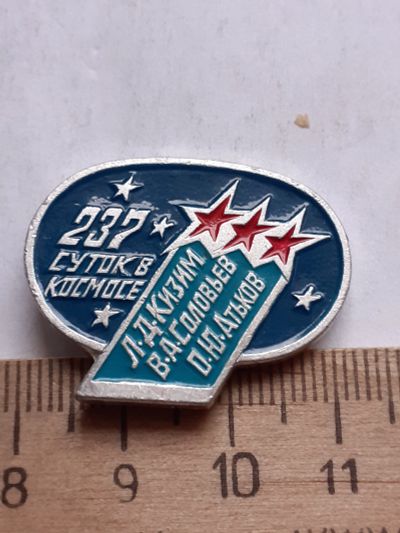 237
СУТОК В
КОСМОСЕ
Л.Д.КИЗИМ.
В.А.СОЛОВЬЕВ
О.Ю.АТЬКОВ
8 9 10 11